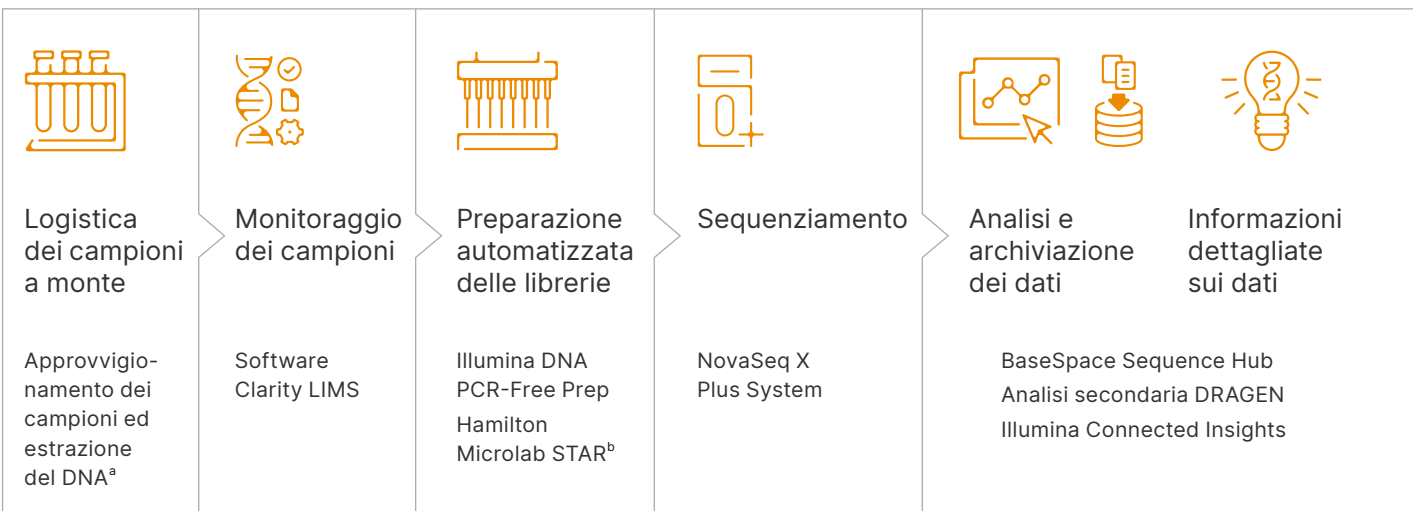 Logistica
dei campioni
a monte
Approvvigio-
namento dei
campioni ed
estrazione
del DNAᵃ
Monitoraggio
dei campioni
Software
Clarity LIMS
Preparazione
automatizzata
delle librerie
Illumina DNA
PCR-Free Prep
Hamilton
Microlab STARᵇ
Sequenziamento
NovaSeq X
Plus System
Analisi e
archiviazione
dei dati
Informazioni
dettagliate
sui dati
BaseSpace Sequence Hub
Analisi secondaria DRAGEN
Illumina Connected Insights